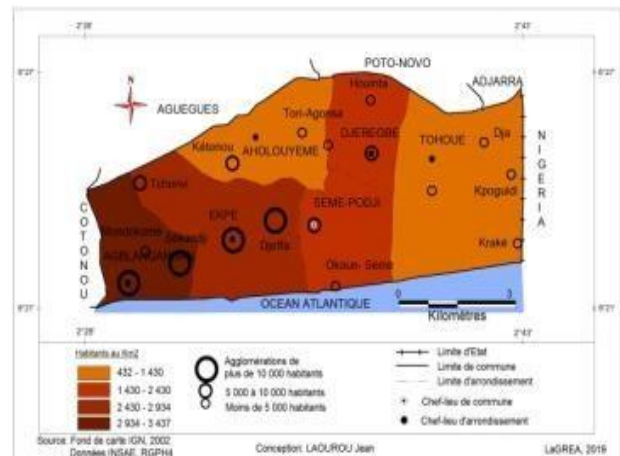 2°28'
2°43'
6°27'
POTO-NOVO
6°27'
Houinta
ADJARRA
N
AGUEGUES
Tori-Agonsa
DJEREGBE
TOHOUE
Dja
Kétonou
AHOLOUYEME
NIGERIA
Tchonvi
Kpoguidi
COTONOU
SEME-PODJI
EKPE
Djeffa
Kraké
AGBLANGANDAN
Okoun- Sèmè
OCEAN ATLANTIQUE
0 3
Kilomètres
6°21'
6°21'
2°28'
2°43'
Habitants au Km2
432 - 1 430
1 430 - 2 430
2 430 - 2 934
2 934 - 3 437
Agglomérations de
plus de 10 000 habitants
5 000 à 10 000 habitants
Moins de 5 000 habitants
Limite d'Etat
Limite de commune
Limite d'arrondissement
Chef-lieu de commune
Chef-lieu d'arrondissement
Source: Fond de carte IGN, 2002
Données INSAE, RGPH4
Conception: LAOUROU Jean
LaGREA, 2019